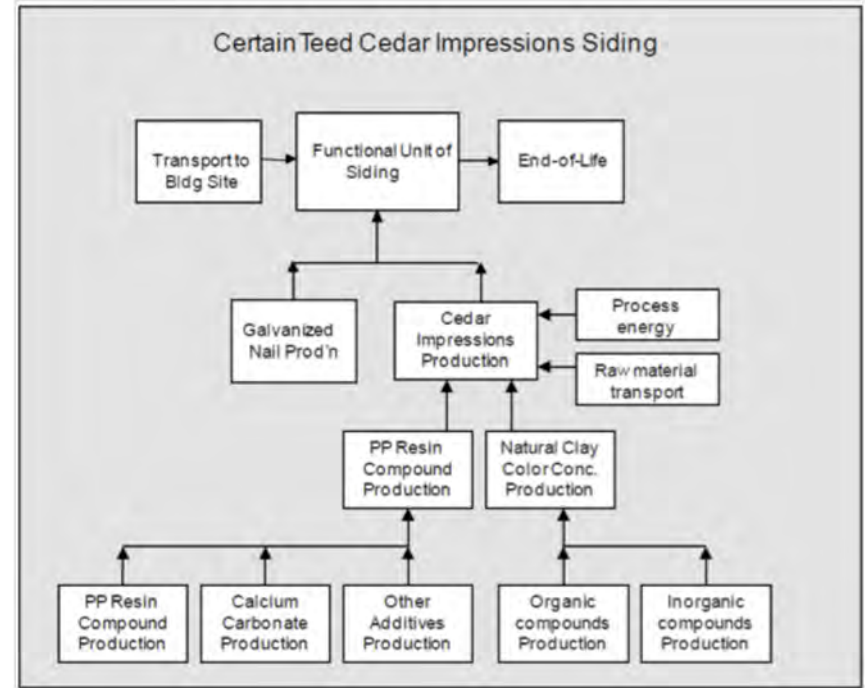 CertainTeed Cedar Impressions Siding
Transport to
Bldg Site
Functional Unit of
Siding
End-of-Life
Galvanized
Nail Prod'n
Cedar
Impressions
Production
Process
energy
Raw material
transport
PP Resin
Compound
Production
Natural Clay
Color Conc.
Production
PP Resin
Compound
Production
Calcium
Carbonate
Production
Other
Additives
Production
Organic
compounds
Production
Inorganic
compounds
Production